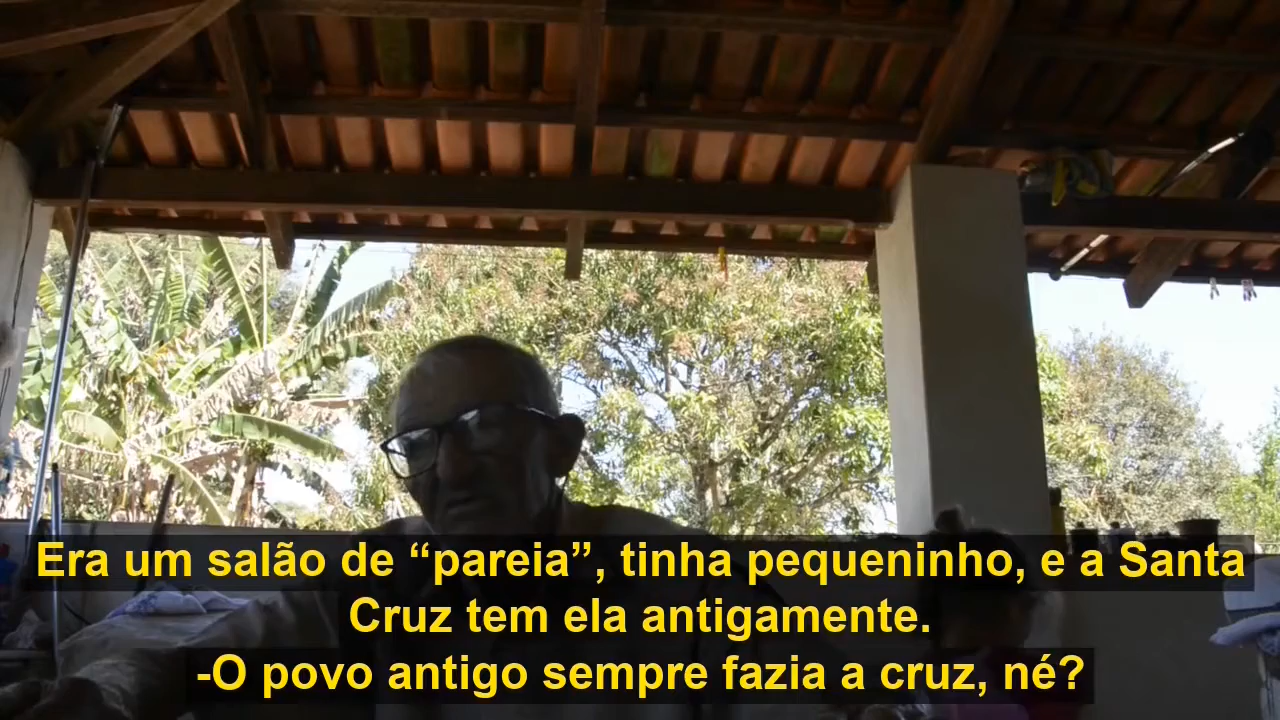 Era um salão de “pareia”, tinha pequeninho, e a Santa
Cruz tem ela antigamente.
-O povo antigo sempre fazia a cruz, né?